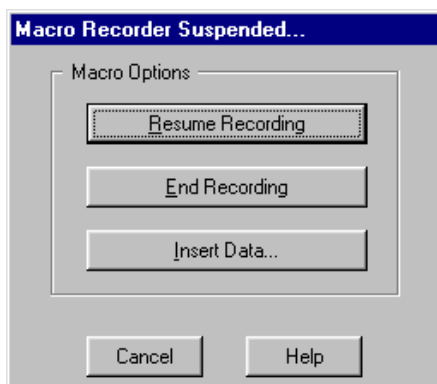 Macro Recorder Suspended...
Macro Options
Resume Recording
End Recording
Insert Data...
Cancel Help